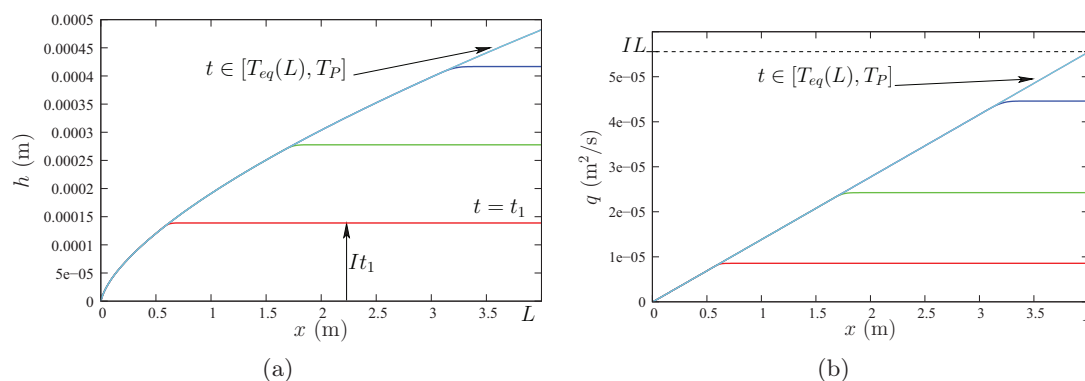 0.0005
0.00045
0.0004
0.00035
0.0003
0.00025
0.0002
0.00015
0.0001
5e−05
0
h (m)
t ∈ [T_eq(L), T_P]
t = t_1
It_1
0 0.5 1 1.5 2 2.5 3 3.5 L
x (m)
(a)
IL
5e−05
4e−05
3e−05
2e−05
1e−05
0
q (m²/s)
t ∈ [T_eq(L), T_P]
0 0.5 1 1.5 2 2.5 3 3.5
x (m)
(b)